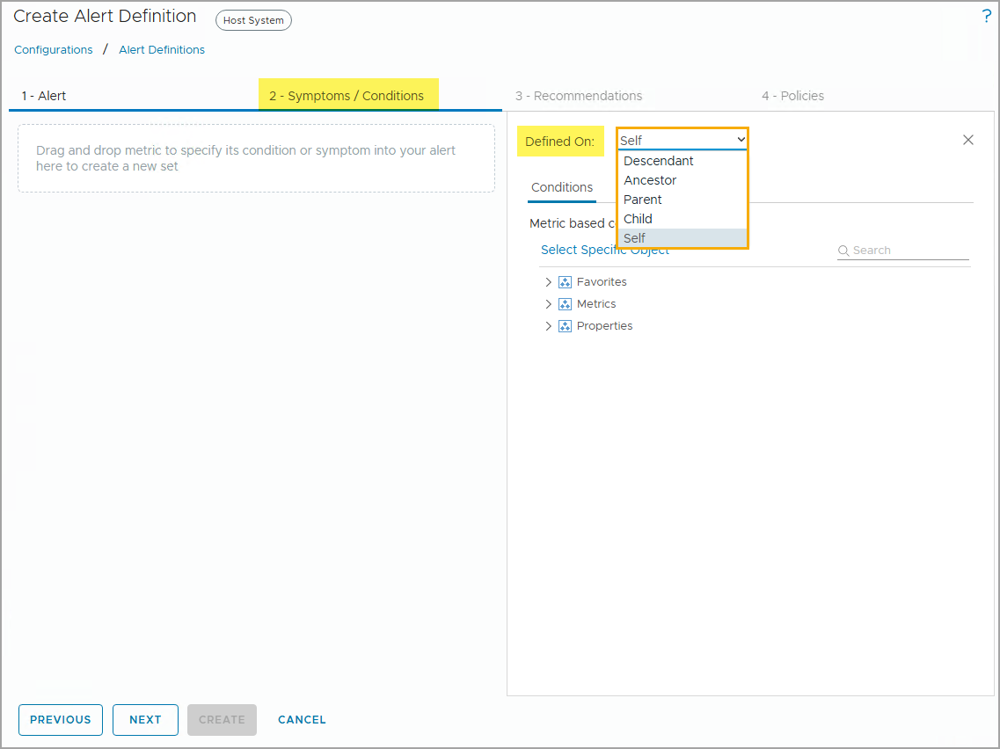 Create Alert Definition Host System ?
Configurations / Alert Definitions
1 - Alert 2 - Symptoms / Conditions 3 - Recommendations 4 - Policies
Drag and drop metric to specify its condition or symptom into your alert
here to create a new set
Defined On: Self
Descendant
Ancestor
Parent
Child
Self
Conditions
Metric based c
Select Specific Object
Search
Favorites
Metrics
Properties
PREVIOUS NEXT CREATE CANCEL